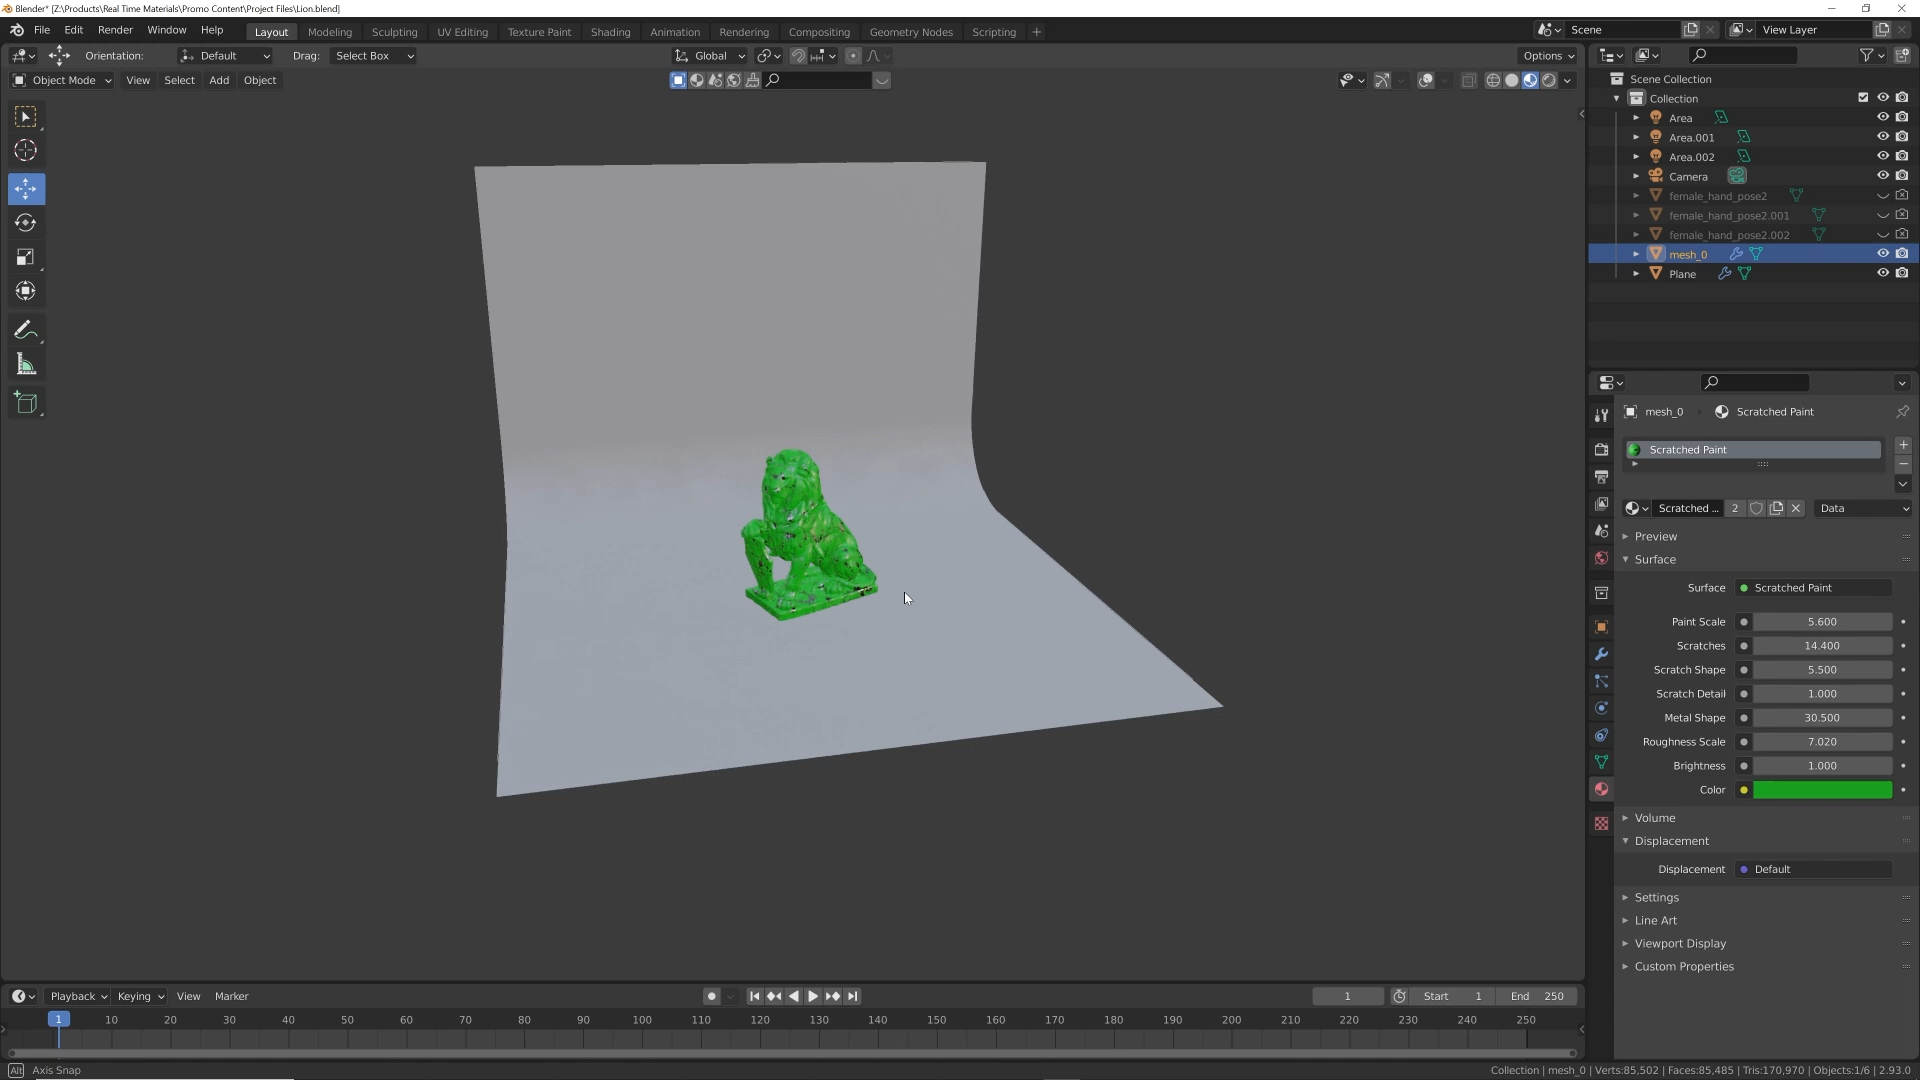 Blender* [Z:\Products\Real Time Materials\Promo Content\Project Files\Lion.blend]
File Edit Render Window Help Layout Modeling Sculpting UV Editing Texture Paint Shading Animation Rendering Compositing Geometry Nodes Scripting + Scene View Layer
Orientation: Default Drag: Select Box Global Options
Object Mode View Select Add Object
Scene Collection
Collection
Area
Area.001
Area.002
Camera
female_hand_pose2
female_hand_pose2.001
female_hand_pose2.002
mesh_0
Plane
mesh_0 Scratched Paint
Scratched Paint
Scratched ... 2 Data
Preview
Surface
Surface Scratched Paint
Paint Scale 5.600
Scratches 14.400
Scratch Shape 5.500
Scratch Detail 1.000
Metal Shape 30.500
Roughness Scale 7.020
Brightness 1.000
Color
Volume
Displacement
Displacement Default
Settings
Line Art
Viewport Display
Custom Properties
Playback Keying View Marker 1 Start 1 End 250
1 10 20 30 40 50 60 70 80 90 100 110 120 130 140 150 160 170 180 190 200 210 220 230 240 250
Alt Axis Snap Collection | mesh_0 | Verts:85,502 | Faces:85,485 | Tris:170,970 | Objects:1/6 | 2.93.0